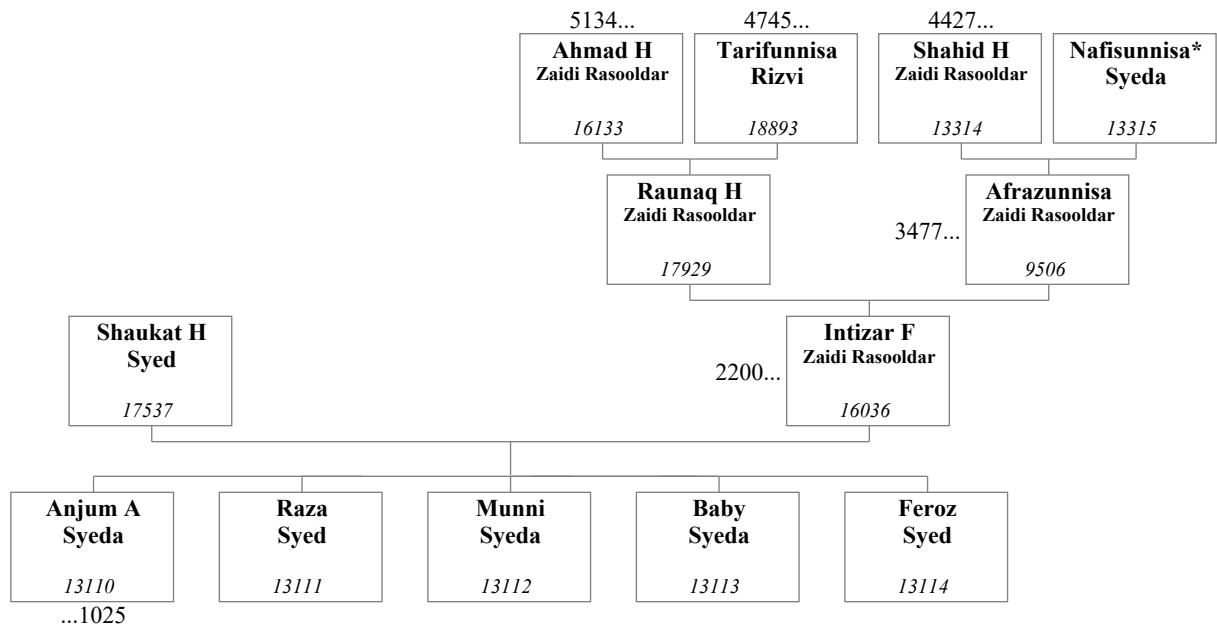 5134...
4745...
4427...
Ahmad H
Zaidi Rasooldar
16133
Tarifunnisa
Rizvi
18893
Shahid H
Zaidi Rasooldar
13314
Nafisunnisa*
Syeda
13315
Raunaq H
Zaidi Rasooldar
17929
3477...
Afrazunnisa
Zaidi Rasooldar
9506
Shaukat H
Syed
17537
2200...
Intizar F
Zaidi Rasooldar
16036
Anjum A
Syeda
13110
...1025
Raza
Syed
13111
Munni
Syeda
13112
Baby
Syeda
13113
Feroz
Syed
13114